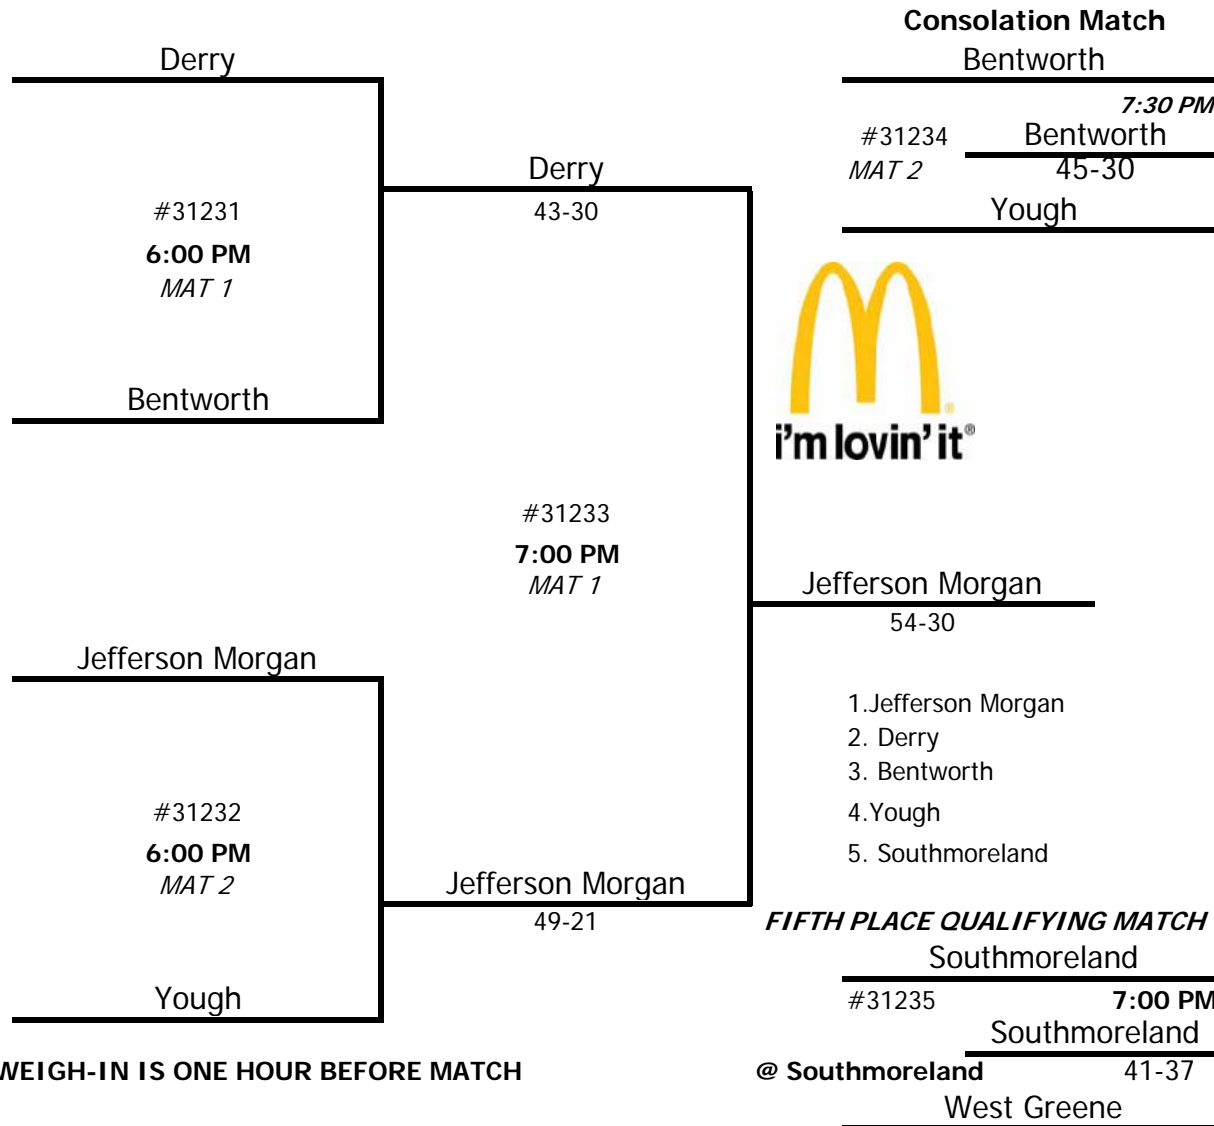 Consolation Match
Derry
Bentworth
7:30 PM
#31234
Bentworth
Derry
MAT 2
45-30
#31231
43-30
Yough
6:00 PM
MAT 1
Bentworth
i'm lovin' it®
#31233
7:00 PM
MAT 1
Jefferson Morgan
54-30
Jefferson Morgan
1.Jefferson Morgan
2. Derry
3. Bentworth
4.Yough
5. Southmoreland
#31232
6:00 PM
MAT 2
Jefferson Morgan
49-21
FIFTH PLACE QUALIFYING MATCH
Southmoreland
Yough
#31235
7:00 PM
Southmoreland
WEIGH-IN IS ONE HOUR BEFORE MATCH
@ Southmoreland
41-37
West Greene